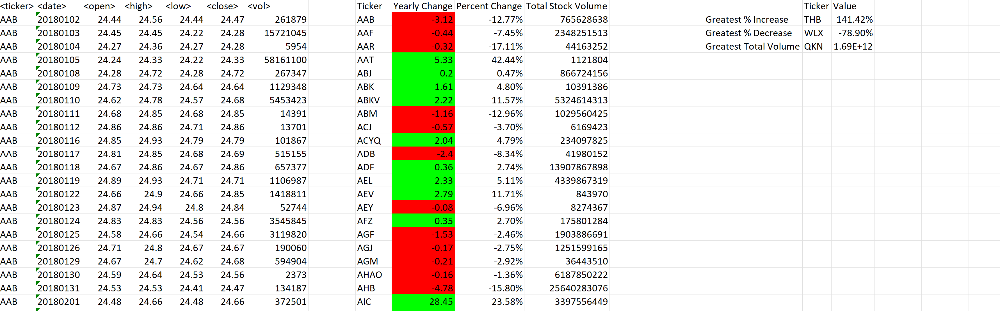 <ticker> <date> <open> <high> <low> <close> <vol> Ticker Yearly Change Percent Change Total Stock Volume Ticker Value
AAB 20180102 24.44 24.56 24.44 24.47 261879 AAB -3.12 -12.77% 765628638 Greatest % Increase THB 141.42%
AAB 20180103 24.45 24.45 24.22 24.28 15721045 AAF -0.44 -7.45% 2348251513 Greatest % Decrease WLX -78.90%
AAB 20180104 24.27 24.36 24.27 24.28 5954 AAR -0.32 -17.11% 44163252 Greatest Total Volume QKN 1.69E+12
AAB 20180105 24.24 24.33 24.22 24.33 58161100 AAT 5.33 42.44% 1121804
AAB 20180108 24.28 24.72 24.28 24.72 267347 ABJ 0.2 0.47% 866724156
AAB 20180109 24.73 24.73 24.64 24.64 1129348 ABK 1.61 4.80% 10391386
AAB 20180110 24.62 24.78 24.57 24.68 5453423 ABKV 2.22 11.57% 5324614313
AAB 20180111 24.68 24.85 24.68 24.85 14391 ABM -1.16 -12.96% 1029560425
AAB 20180112 24.86 24.86 24.71 24.86 13701 ACJ -0.57 -3.70% 6169423
AAB 20180116 24.85 24.93 24.79 24.79 101867 ACYQ 2.04 4.79% 234097825
AAB 20180117 24.81 24.85 24.68 24.69 515155 ADB -2.4 -8.34% 41980152
AAB 20180118 24.67 24.86 24.67 24.86 657377 ADF 0.36 2.74% 13907867898
AAB 20180119 24.89 24.93 24.71 24.71 1106987 AEL 2.33 5.11% 4339867319
AAB 20180122 24.66 24.9 24.66 24.85 1418811 AEV 2.79 11.71% 843970
AAB 20180123 24.87 24.94 24.8 24.84 52744 AEY -0.08 -6.96% 8274367
AAB 20180124 24.83 24.83 24.56 24.56 3545845 AFZ 0.35 2.70% 175801284
AAB 20180125 24.58 24.66 24.54 24.66 3119820 AGF -1.53 -2.46% 1903886691
AAB 20180126 24.71 24.8 24.67 24.67 190060 AGJ -0.17 -2.75% 1251599165
AAB 20180129 24.67 24.7 24.62 24.68 594904 AGM -0.21 -2.92% 36443510
AAB 20180130 24.59 24.64 24.53 24.56 2373 AHAO -0.16 -1.36% 6187850222
AAB 20180131 24.53 24.53 24.41 24.47 134187 AHB -4.78 -15.80% 25640283076
AAB 20180201 24.48 24.66 24.48 24.66 372501 AIC 28.45 23.58% 3397556449